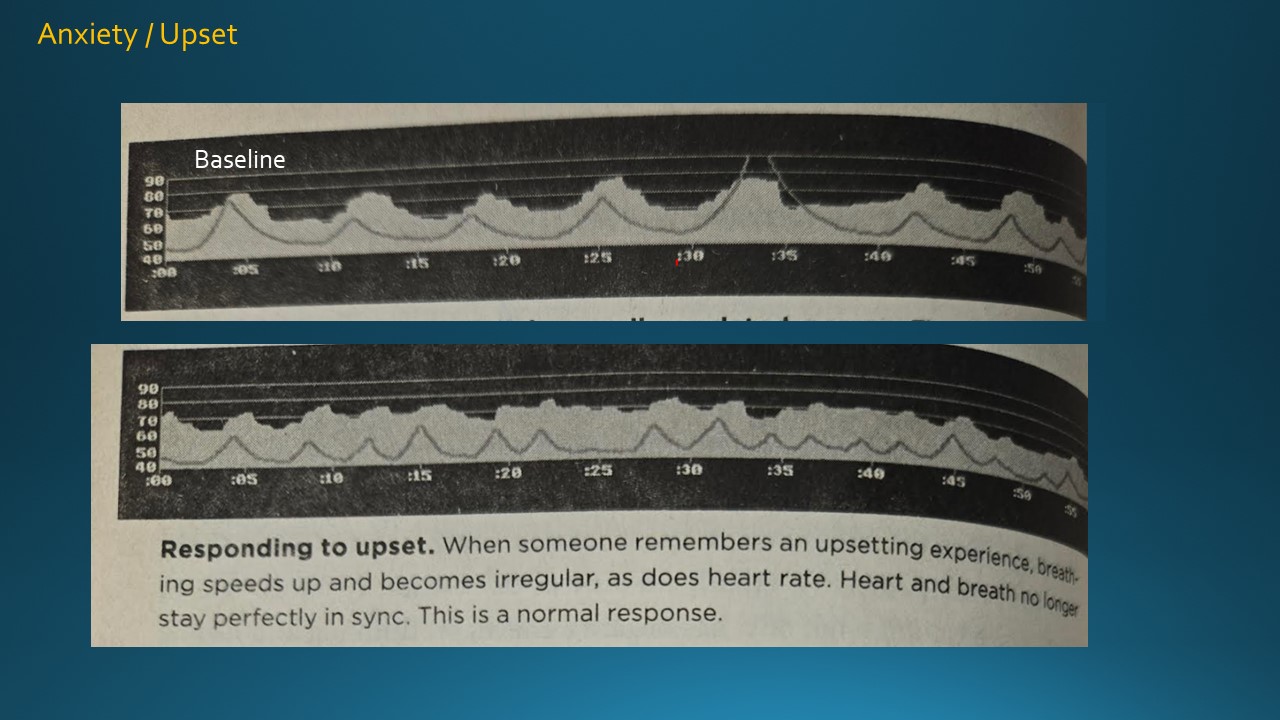 Anxiety / Upset
Baseline
90
80
70
60
50
40
:00 :05 :10 :15 :20 :25 :30 :35 :40 :45 :50
90
80
70
60
50
40
:00 :05 :10 :15 :20 :25 :30 :35 :40 :45 :50 :55
Responding to upset. When someone remembers an upsetting experience, breath-
ing speeds up and becomes irregular, as does heart rate. Heart and breath no longer
stay perfectly in sync. This is a normal response.